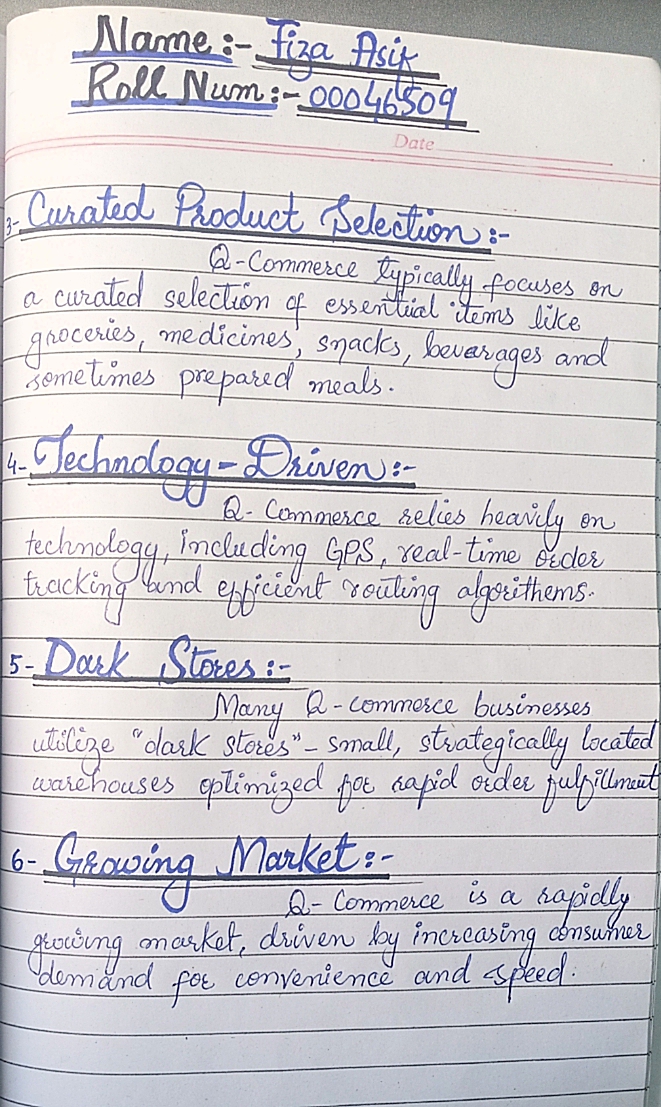 Name:- Fiza Asif
Roll Num:- 00046509
Date
3- Curated Product Selection:-
Q-Commerce typically focuses on
a curated selection of essential items like
groceries, medicines, snacks, beverages and
sometimes prepared meals.
4- Technology-Driven:-
Q-Commerce relies heavily on
technology, including GPS, real-time order
tracking and efficient routing algorithems.
5- Dark Stores:-
Many Q-commerce businesses
utilize "dark stores" - small, strategically located
warehouses optimized for rapid order fulfillment
6- Growing Market:-
Q-Commerce is a rapidly
growing market, driven by increasing consumer
demand for convenience and speed.